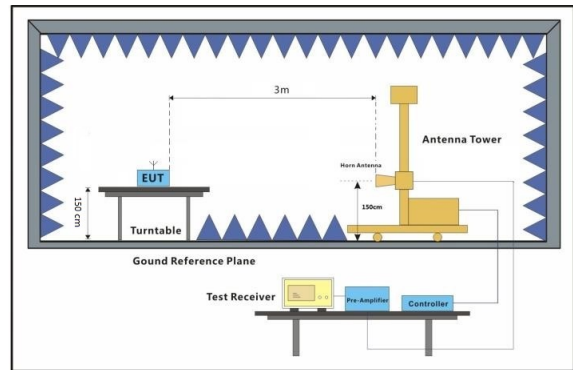 3m
Antenna Tower
Horn Antenna
EUT
150 cm
150cm
Turntable
Gound Reference Plane
Test Receiver
Pre-Amplifier
Controller